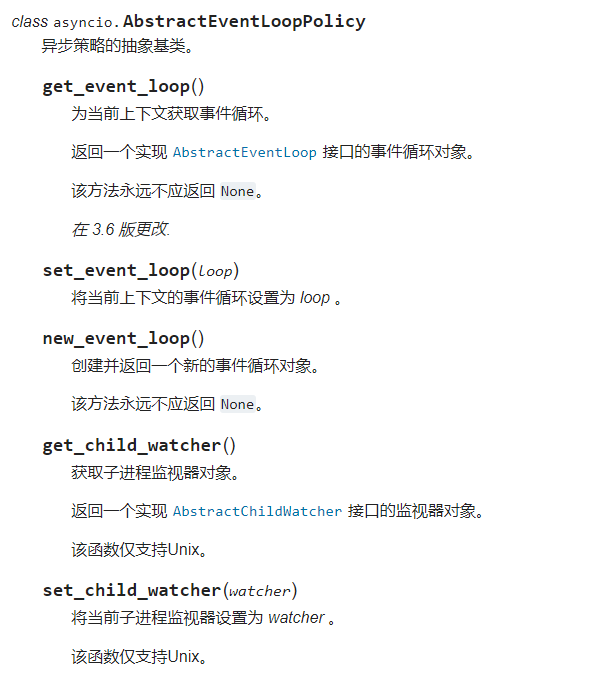 class asyncio.AbstractEventLoopPolicy
异步策略的抽象基类。
get_event_loop()
为当前上下文获取事件循环。
返回一个实现 AbstractEventLoop 接口的事件循环对象。
该方法永远不应返回 None。
在 3.6 版更改.
set_event_loop(loop)
将当前上下文的事件循环设置为 loop 。
new_event_loop()
创建并返回一个新的事件循环对象。
该方法永远不应返回 None。
get_child_watcher()
获取子进程监视器对象。
返回一个实现 AbstractChildWatcher 接口的监视器对象。
该函数仅支持Unix。
set_child_watcher(watcher)
将当前子进程监视器设置为 watcher 。
该函数仅支持Unix。